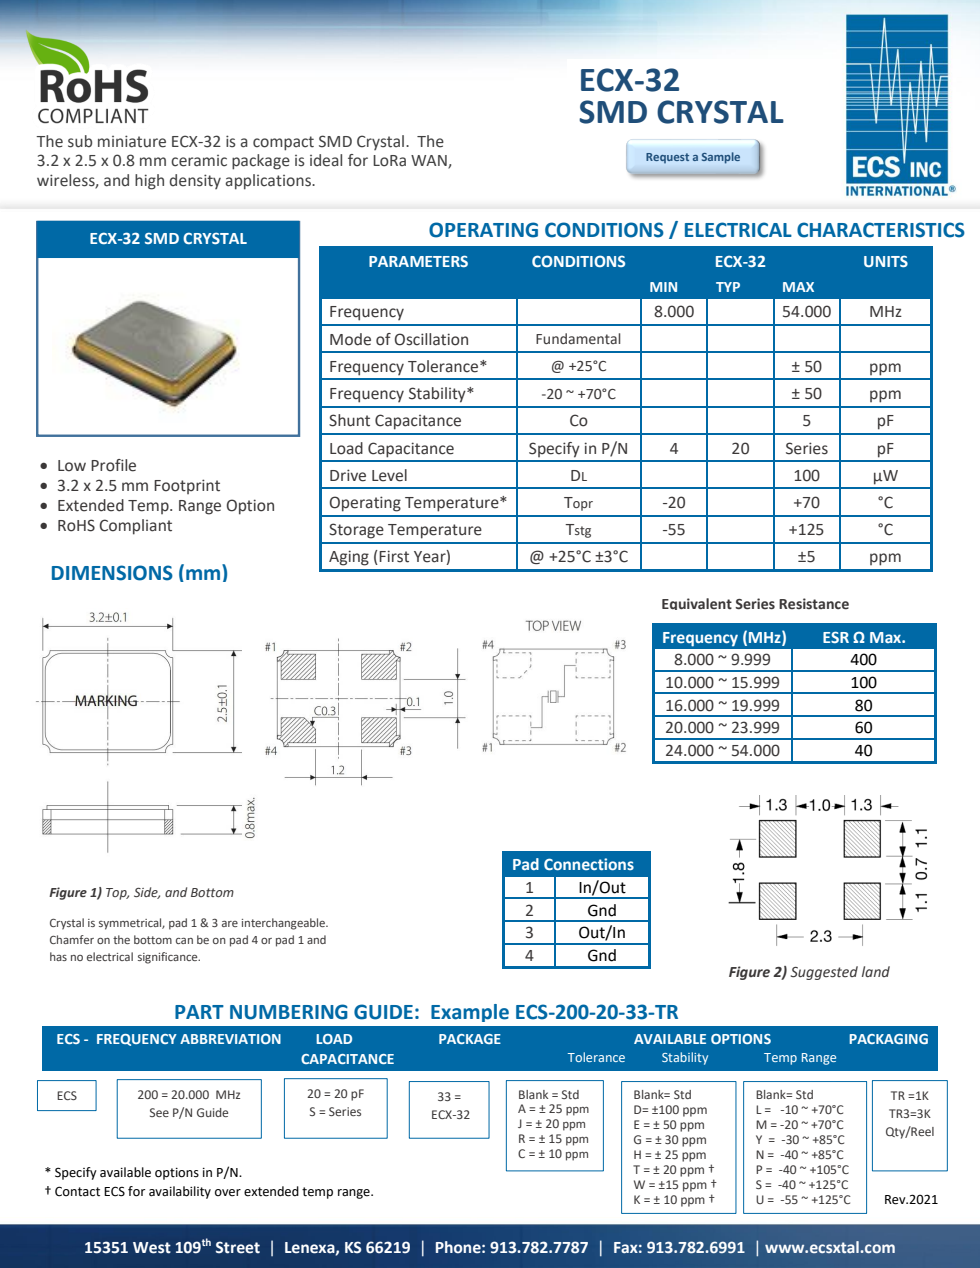 RoHS
COMPLIANT
The sub miniature ECX-32 is a compact SMD Crystal. The
3.2 x 2.5 x 0.8 mm ceramic package is ideal for LoRa WAN,
wireless, and high density applications.
ECX-32
SMD CRYSTAL
Request a Sample
ECS INC
INTERNATIONAL®
ECX-32 SMD CRYSTAL
• Low Profile
• 3.2 x 2.5 mm Footprint
• Extended Temp. Range Option
• RoHS Compliant
OPERATING CONDITIONS / ELECTRICAL CHARACTERISTICS
PARAMETERS CONDITIONS ECX-32 UNITS
MIN TYP MAX
Frequency 8.000 54.000 MHz
Mode of Oscillation Fundamental
Frequency Tolerance* @ +25°C ± 50 ppm
Frequency Stability* -20 ~ +70°C ± 50 ppm
Shunt Capacitance Co 5 pF
Load Capacitance Specify in P/N 4 20 Series pF
Drive Level DL 100 µW
Operating Temperature* Topr -20 +70 °C
Storage Temperature Tstg -55 +125 °C
Aging (First Year) @ +25°C ±3°C ±5 ppm
DIMENSIONS (mm)
3.2±0.1
MARKING
2.5±0.1
0.8max.
#1 #2
C0.3
0.1
1.0
#4 #3
1.2
TOP VIEW
#4 #3
#1 #2
Equivalent Series Resistance
Frequency (MHz) ESR Ω Max.
8.000 ~ 9.999 400
10.000 ~ 15.999 100
16.000 ~ 19.999 80
20.000 ~ 23.999 60
24.000 ~ 54.000 40
1.3 1.0 1.3
1.8
1.1
0.7
1.1
2.3
Figure 2) Suggested land
Pad Connections
1 In/Out
2 Gnd
3 Out/In
4 Gnd
Figure 1) Top, Side, and Bottom
Crystal is symmetrical, pad 1 & 3 are interchangeable.
Chamfer on the bottom can be on pad 4 or pad 1 and
has no electrical significance.
PART NUMBERING GUIDE: Example ECS-200-20-33-TR
ECS - FREQUENCY ABBREVIATION LOAD PACKAGE AVAILABLE OPTIONS PACKAGING
CAPACITANCE Tolerance Stability Temp Range
ECS
200 = 20.000 MHz
See P/N Guide
20 = 20 pF
S = Series
33 =
ECX-32
Blank = Std
A = ± 25 ppm
J = ± 20 ppm
R = ± 15 ppm
C = ± 10 ppm
Blank= Std
D= ±100 ppm
E = ± 50 ppm
G = ± 30 ppm
H = ± 25 ppm
T = ± 20 ppm †
W = ±15 ppm †
K = ± 10 ppm †
Blank= Std
L = -10 ~ +70°C
M = -20 ~ +70°C
Y = -30 ~ +85°C
N = -40 ~ +85°C
P = -40 ~ +105°C
S = -40 ~ +125°C
U = -55 ~ +125°C
TR =1K
TR3=3K
Qty/Reel
* Specify available options in P/N.
† Contact ECS for availability over extended temp range.
Rev.2021
15351 West 109th Street | Lenexa, KS 66219 | Phone: 913.782.7787 | Fax: 913.782.6991 | www.ecsxtal.com